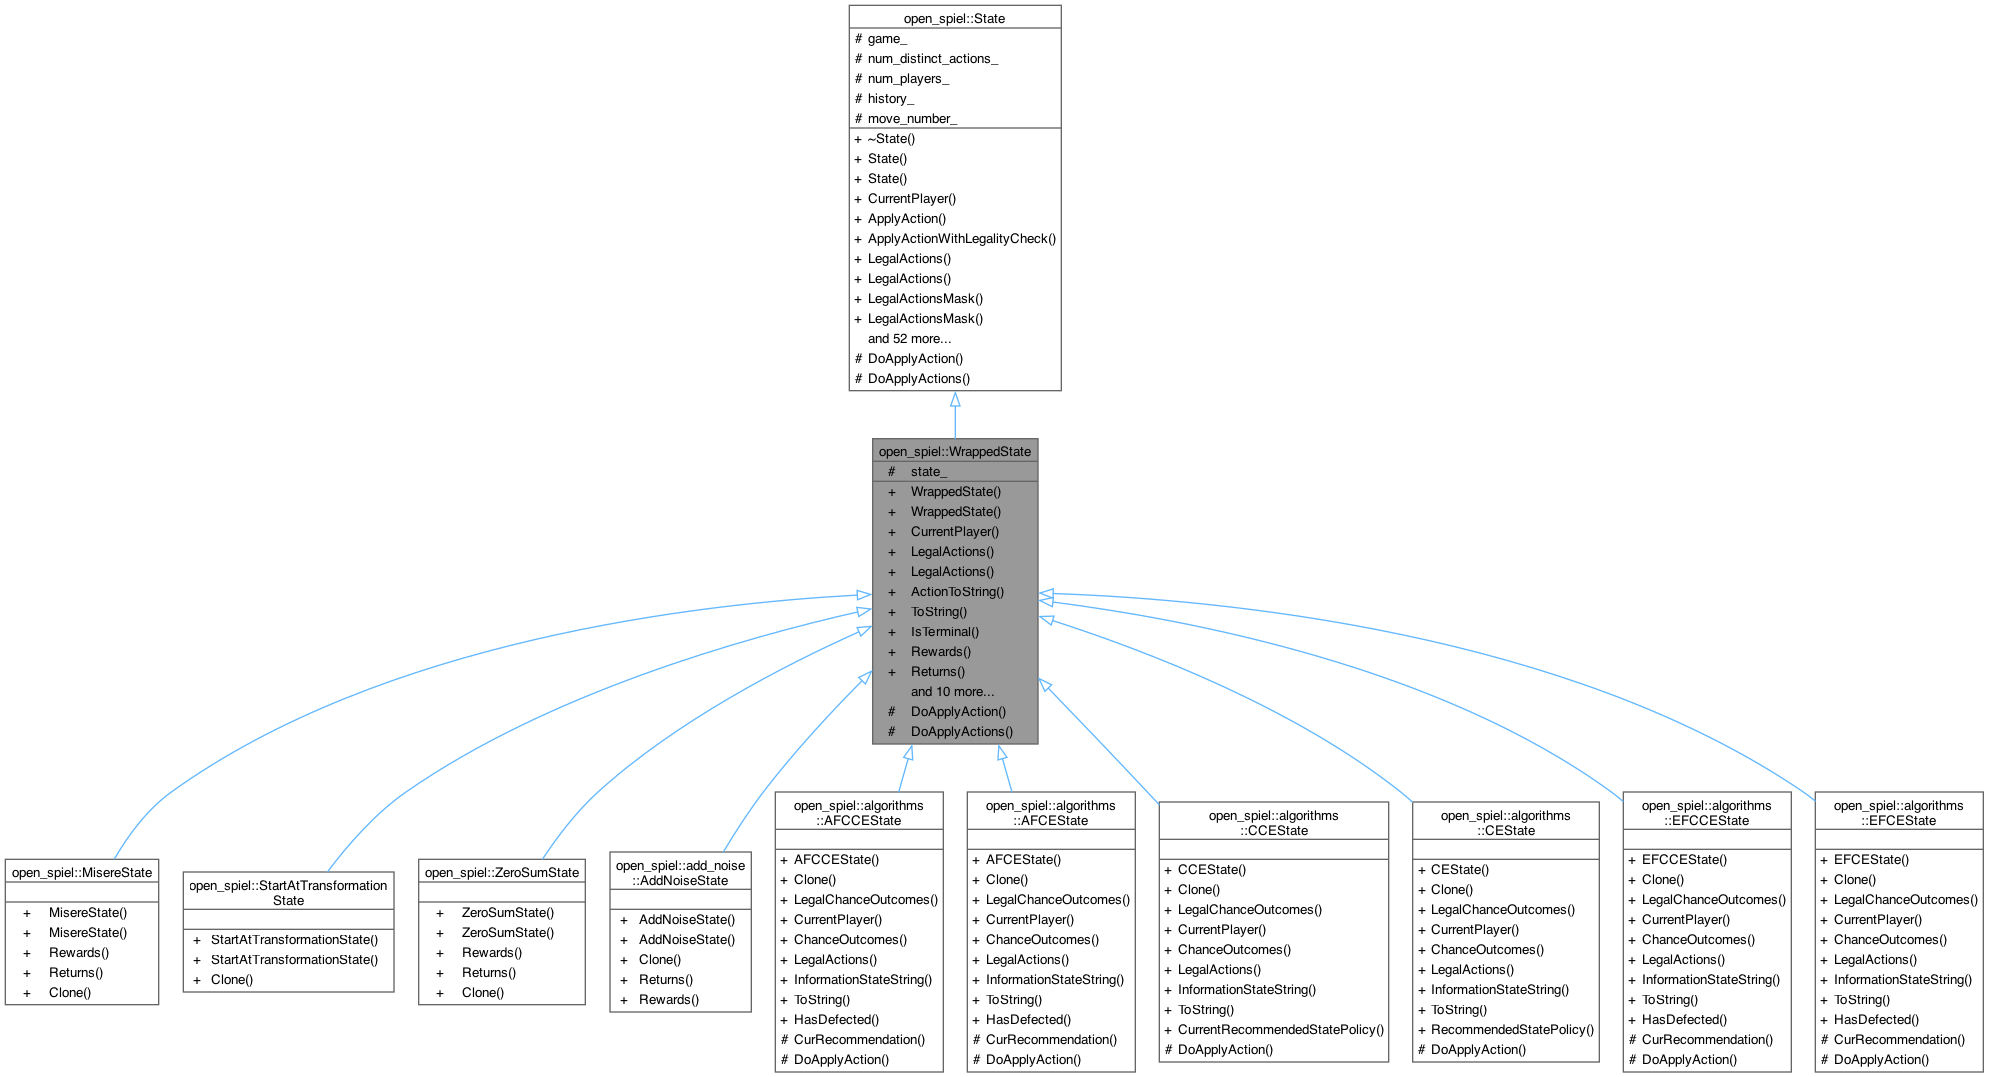 open_spiel::State
# game_
# num_distinct_actions_
# num_players_
# history_
# move_number_
+ ~State()
+ State()
+ State()
+ CurrentPlayer()
+ ApplyAction()
+ ApplyActionWithLegalityCheck()
+ LegalActions()
+ LegalActions()
+ LegalActionsMask()
+ LegalActionsMask()
and 52 more...
# DoApplyAction()
# DoApplyActions()
open_spiel::WrappedState
# state_
+ WrappedState()
+ WrappedState()
+ CurrentPlayer()
+ LegalActions()
+ LegalActions()
+ ActionToString()
+ ToString()
+ IsTerminal()
+ Rewards()
+ Returns()
and 10 more...
# DoApplyAction()
# DoApplyActions()
open_spiel::MisereState
+ MisereState()
+ MisereState()
+ Rewards()
+ Returns()
+ Clone()
open_spiel::StartAtTransformation
State
+ StartAtTransformationState()
+ StartAtTransformationState()
+ Clone()
open_spiel::ZeroSumState
+ ZeroSumState()
+ ZeroSumState()
+ Rewards()
+ Returns()
+ Clone()
open_spiel::add_noise
::AddNoiseState
+ AddNoiseState()
+ AddNoiseState()
+ Clone()
+ Returns()
+ Rewards()
open_spiel::algorithms
::AFCCEState
+ AFCCEState()
+ Clone()
+ LegalChanceOutcomes()
+ CurrentPlayer()
+ ChanceOutcomes()
+ LegalActions()
+ InformationStateString()
+ ToString()
+ HasDefected()
# CurRecommendation()
# DoApplyAction()
open_spiel::algorithms
::AFCEState
+ AFCEState()
+ Clone()
+ LegalChanceOutcomes()
+ CurrentPlayer()
+ ChanceOutcomes()
+ LegalActions()
+ InformationStateString()
+ ToString()
+ HasDefected()
# CurRecommendation()
# DoApplyAction()
open_spiel::algorithms
::CCEState
+ CCEState()
+ Clone()
+ LegalChanceOutcomes()
+ CurrentPlayer()
+ ChanceOutcomes()
+ LegalActions()
+ InformationStateString()
+ ToString()
+ CurrentRecommendedStatePolicy()
# DoApplyAction()
open_spiel::algorithms
::CEState
+ CEState()
+ Clone()
+ LegalChanceOutcomes()
+ CurrentPlayer()
+ ChanceOutcomes()
+ LegalActions()
+ InformationStateString()
+ ToString()
+ RecommendedStatePolicy()
# DoApplyAction()
open_spiel::algorithms
::EFCCEState
+ EFCCEState()
+ Clone()
+ LegalChanceOutcomes()
+ CurrentPlayer()
+ ChanceOutcomes()
+ LegalActions()
+ InformationStateString()
+ ToString()
+ HasDefected()
# CurRecommendation()
# DoApplyAction()
open_spiel::algorithms
::EFCEState
+ EFCEState()
+ Clone()
+ LegalChanceOutcomes()
+ CurrentPlayer()
+ ChanceOutcomes()
+ LegalActions()
+ InformationStateString()
+ ToString()
+ HasDefected()
# CurRecommendation()
# DoApplyAction()